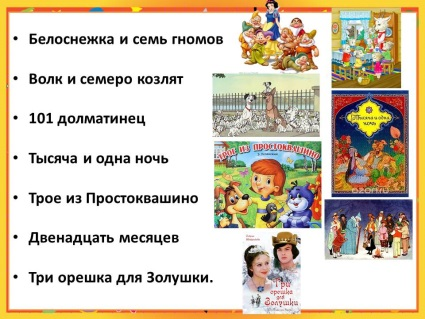 • Белоснежка и семь гномов
• Волк и семеро козлят
• 101 долматинец
• Тысяча и одна ночь
• Трое из Простоквашино
• Двенадцать месяцев
• Три орешка для Золушки.
Тысяча и одна ночь
ТРОЕ ИЗ ПРОСТОКВАШИНО
Три орешка для Золушки